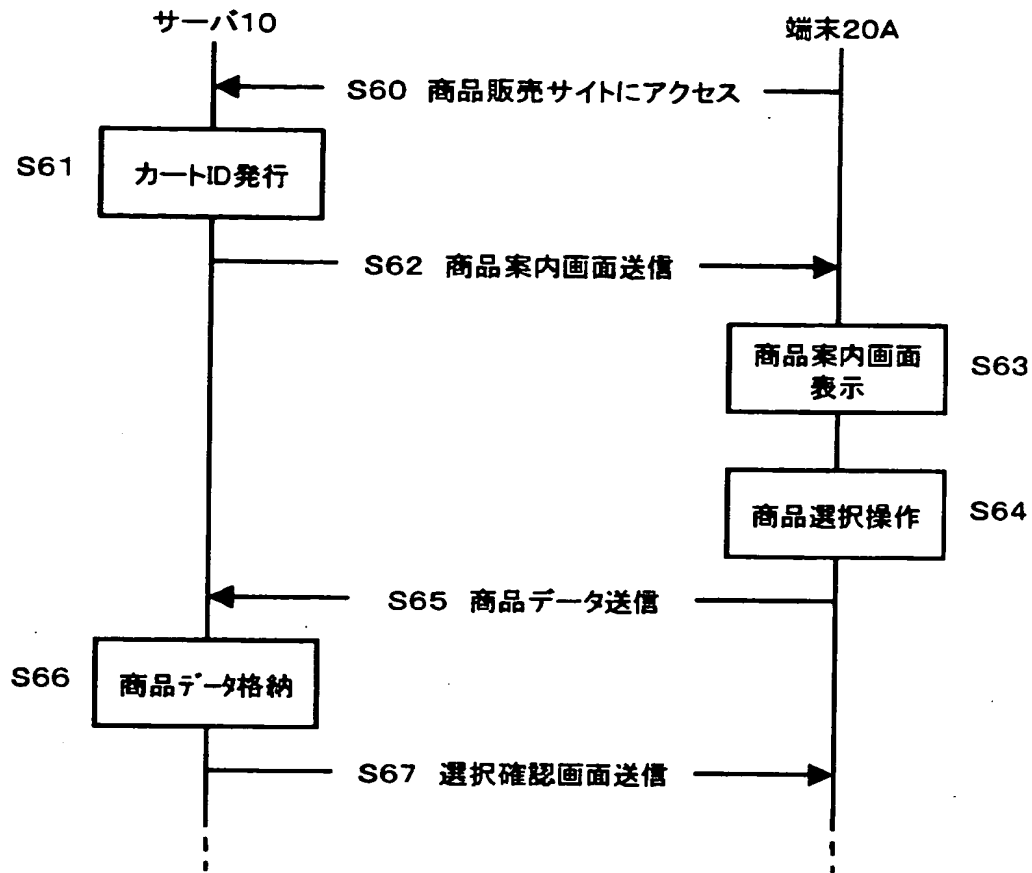 サーバ10
端末20A
S60 商品販売サイトにアクセス
S61
カートID発行
S62 商品案内画面送信
商品案内画面
表示
S63
商品選択操作
S64
S65 商品データ送信
S66
商品データ格納
S67 選択確認画面送信